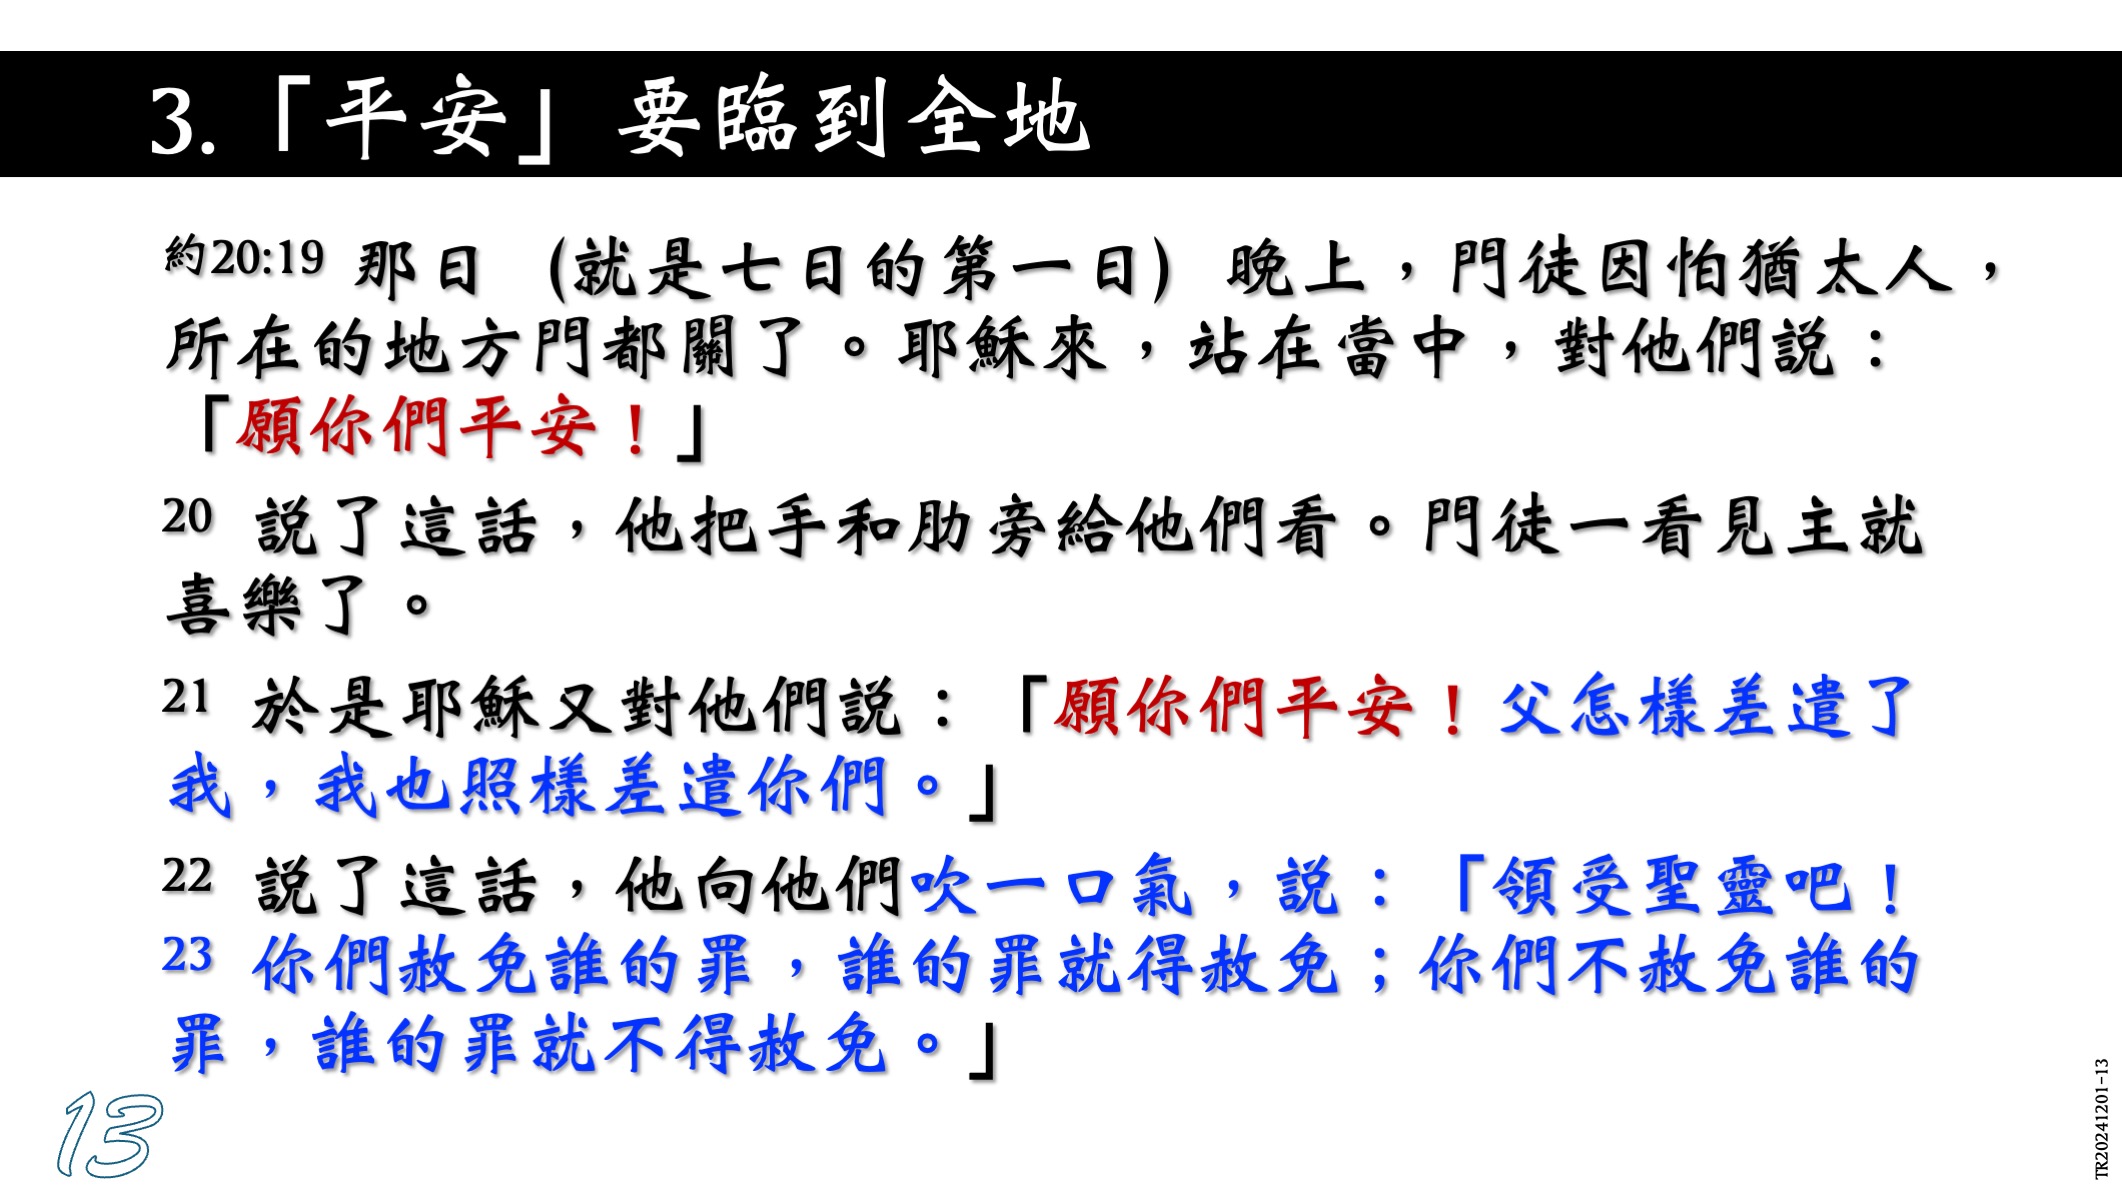 3.「平安」要臨到全地
約20:19 那日（就是七日的第一日）晚上，門徒因怕猶太人，
所在的地方門都關了。耶穌來，站在當中，對他們説：
「願你們平安！」
20 説了這話，他把手和肋旁給他們看。門徒一看見主就
喜樂了。
21 於是耶穌又對他們説：「願你們平安！父怎樣差遣了
我，我也照樣差遣你們。」
22 説了這話，他向他們吹一口氣，説：「領受聖靈吧！
23 你們赦免誰的罪，誰的罪就得赦免；你們不赦免誰的
罪，誰的罪就不得赦免。」
13
TR20241201-13